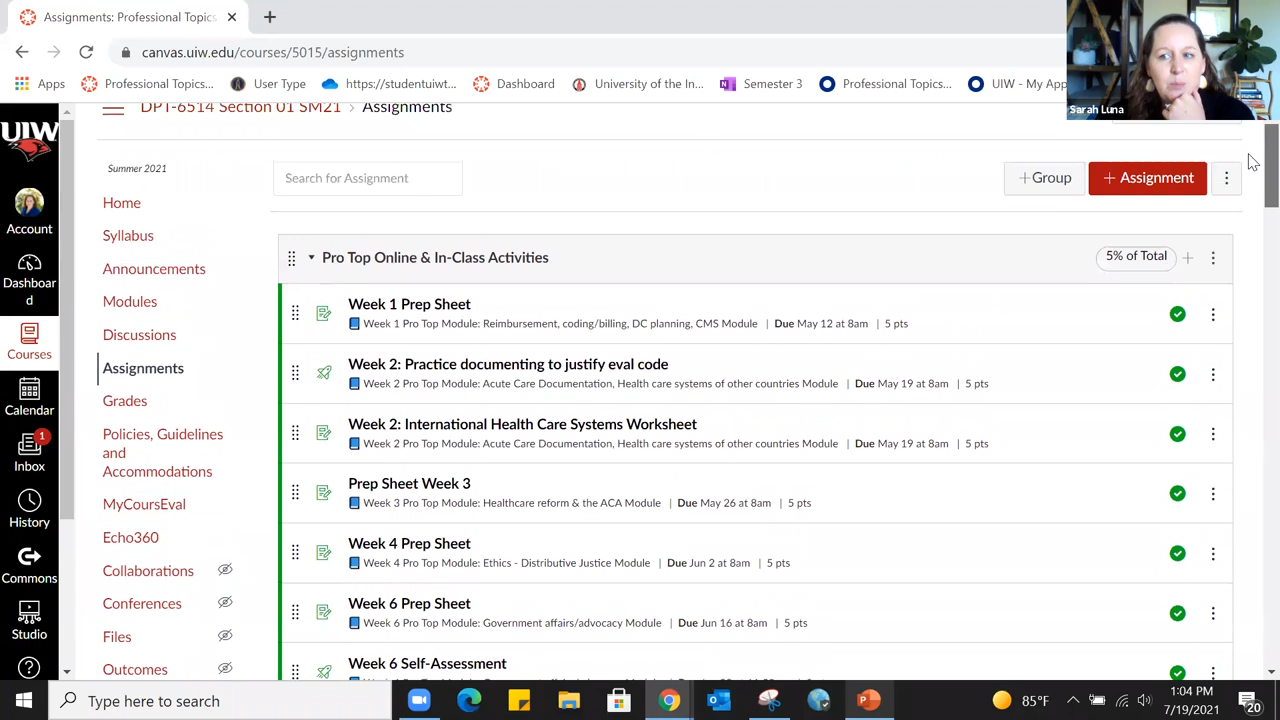 Assignments: Professional Topics
canvas.uiw.edu/courses/5015/assignments
Apps
Professional Topics...
User Type
https://studentuiwt...
Dashboard
University of the In...
Semester 3
Professional Topic...
UIW - My App
Sarah Luna
DPT-6514 Section 01 SM21 > Assignments
UIW
Account
Dashboar
d
Courses
Calendar
1
Inbox
History
Commons
Studio
Summer 2021
Home
Syllabus
Announcements
Modules
Discussions
Assignments
Grades
Policies, Guidelines
and
Accommodations
MyCoursEval
Echo360
Collaborations
Conferences
Files
Outcomes
Search for Assignment
+Group
+ Assignment
Pro Top Online & In-Class Activities
5% of Total
Week 1 Prep Sheet
Week 1 Pro Top Module: Reimbursement, coding/billing, DC planning, CMS Module | Due May 12 at 8am | 5 pts
Week 2: Practice documenting to justify eval code
Week 2 Pro Top Module: Acute Care Documentation, Health care systems of other countries Module | Due May 19 at 8am | 5 pts
Week 2: International Health Care Systems Worksheet
Week 2 Pro Top Module: Acute Care Documentation, Health care systems of other countries Module | Due May 19 at 8am | 5 pts
Prep Sheet Week 3
Week 3 Pro Top Module: Healthcare reform & the ACA Module | Due May 26 at 8am | 5 pts
Week 4 Prep Sheet
Week 4 Pro Top Module: Ethics - Distributive Justice Module | Due Jun 2 at 8am | 5 pts
Week 6 Prep Sheet
Week 6 Pro Top Module: Government affairs/advocacy Module | Due Jun 16 at 8am | 5 pts
Week 6 Self-Assessment
Type here to search
85°F
1:04 PM
7/19/2021
20